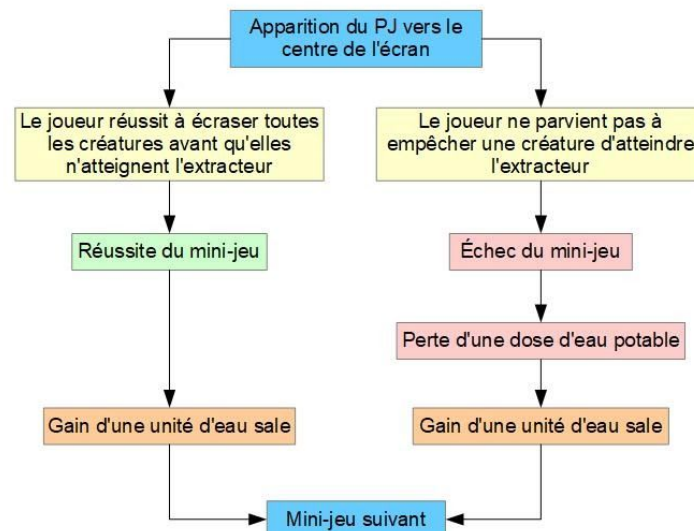 Apparition du PJ vers le
centre de l'écran
Le joueur réussit à écraser toutes
les créatures avant qu'elles
n'atteignent l'extracteur
Le joueur ne parvient pas à
empêcher une créature d'atteindre
l'extracteur
Réussite du mini-jeu
Échec du mini-jeu
Perte d'une dose d'eau potable
Gain d'une unité d'eau sale
Gain d'une unité d'eau sale
Mini-jeu suivant